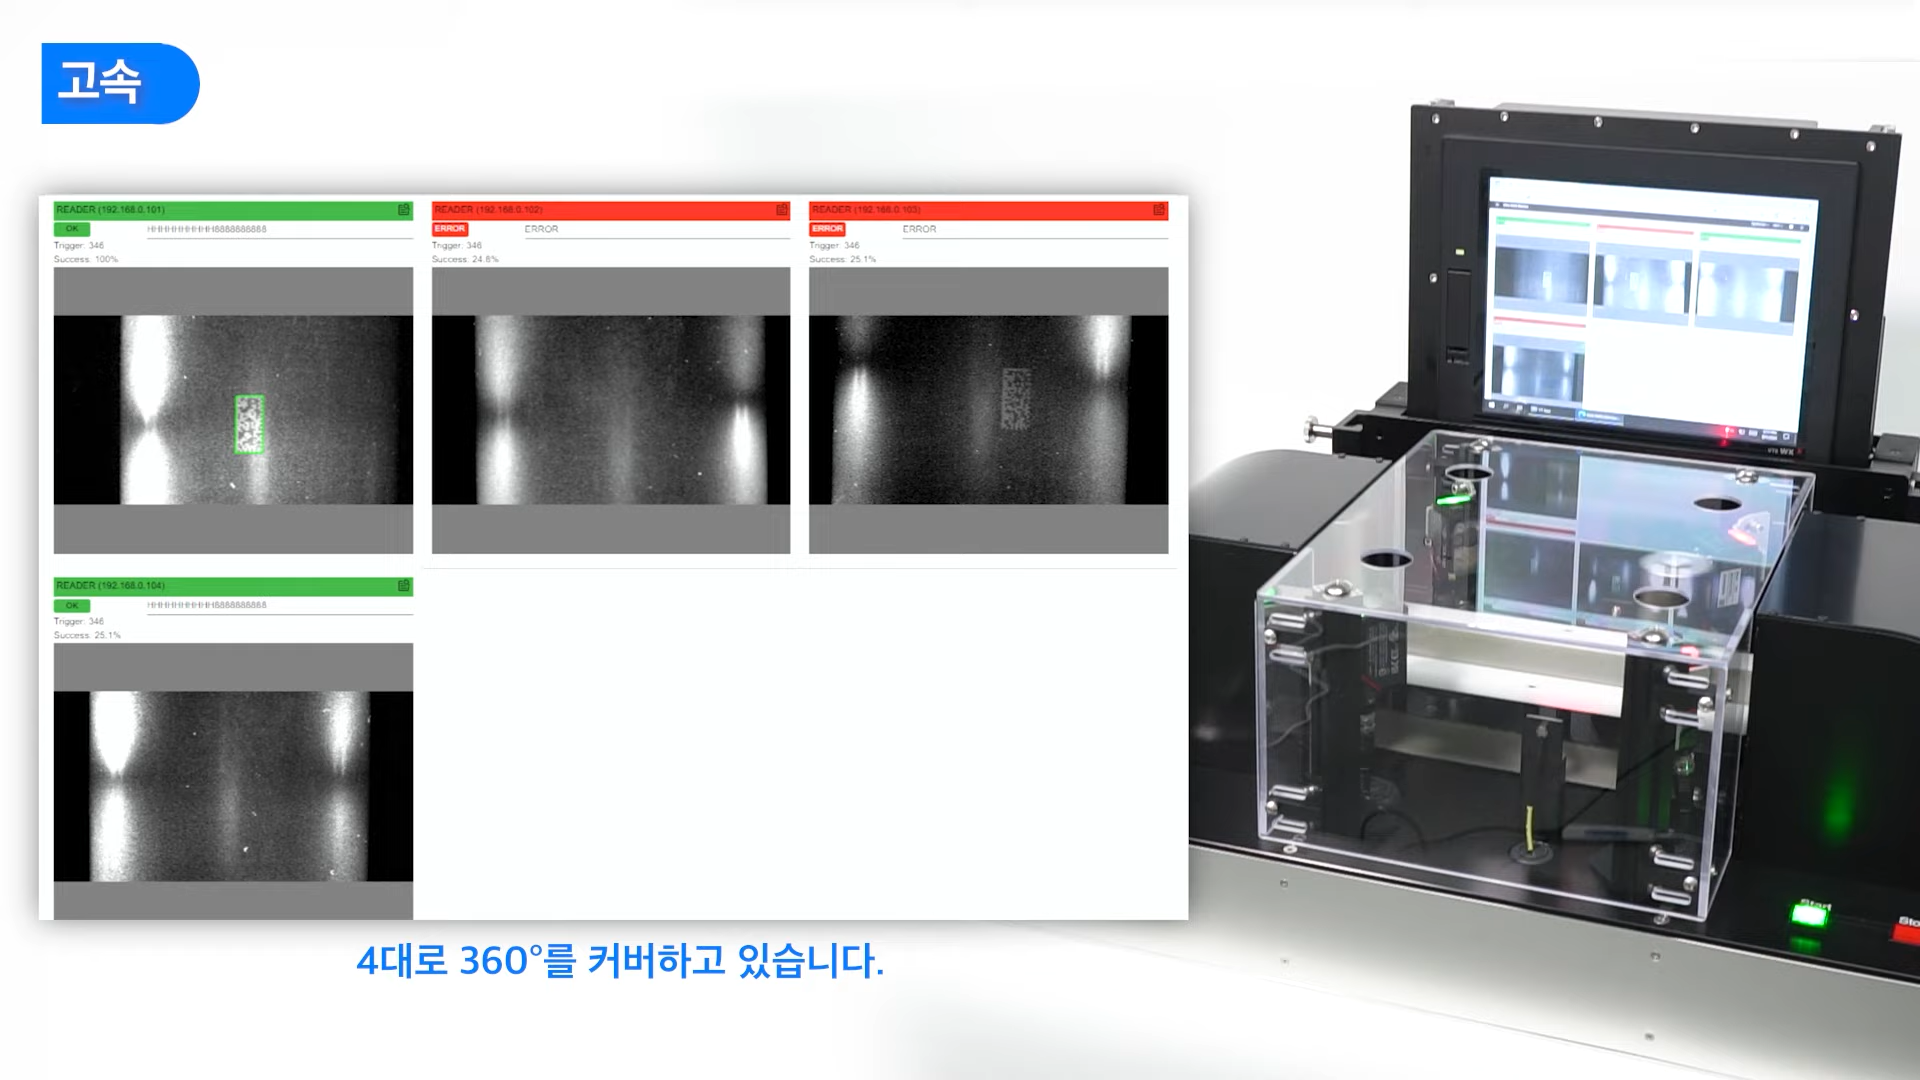 고속
READER (192.168.0.101)
OK
HHHHHHHHHH8888888888
Trigger: 346
Success: 100%
READER (192.168.0.102)
ERROR
ERROR
Trigger: 346
Success: 24.8%
READER (192.168.0.103)
ERROR
ERROR
Trigger: 346
Success: 25.1%
READER (192.168.0.104)
OK
HHHHHHHHHH8888888888
Trigger: 346
Success: 25.1%
4대로 360°를 커버하고 있습니다.
Start